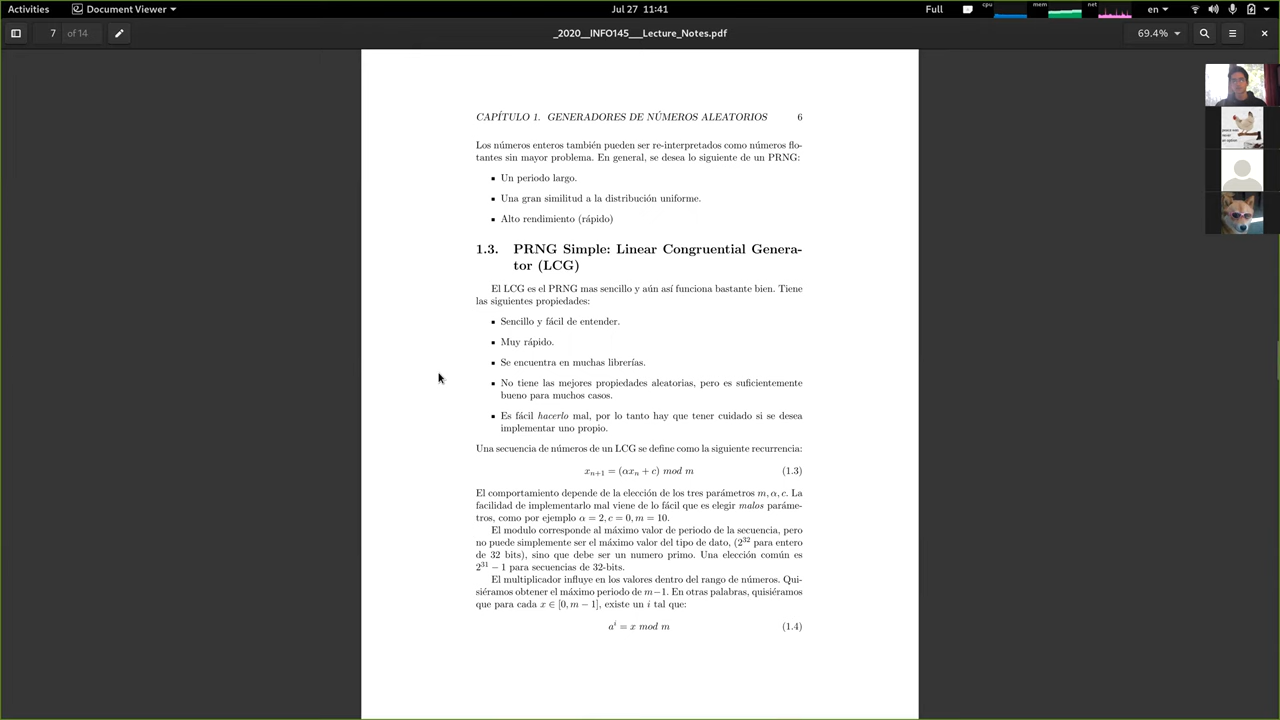 Activities
Document Viewer
Jul 27 11:41
Full
cpu
mem
net
en
7 of 14
_2020__INFO145___Lecture_Notes.pdf
69.4%
CAPÍTULO 1. GENERADORES DE NÚMEROS ALEATORIOS 6
Los números enteros también pueden ser re-interpretados como números flo-
tantes sin mayor problema. En general, se desea lo siguiente de un PRNG:
▪ Un periodo largo.
▪ Una gran similitud a la distribución uniforme.
▪ Alto rendimiento (rápido)
1.3. PRNG Simple: Linear Congruential Genera-
tor (LCG)
El LCG es el PRNG mas sencillo y aún así funciona bastante bien. Tiene
las siguientes propiedades:
▪ Sencillo y fácil de entender.
▪ Muy rápido.
▪ Se encuentra en muchas librerías.
▪ No tiene las mejores propiedades aleatorias, pero es suficientemente
bueno para muchos casos.
▪ Es fácil hacerlo mal, por lo tanto hay que tener cuidado si se desea
implementar uno propio.
Una secuencia de números de un LCG se define como la siguiente recurrencia:
xₙ₊₁ = (αxₙ + c) mod m (1.3)
El comportamiento depende de la elección de los tres parámetros m, α, c. La
facilidad de implementarlo mal viene de lo fácil que es elegir malos paráme-
tros, como por ejemplo α = 2, c = 0, m = 10.
El modulo corresponde al máximo valor de periodo de la secuencia, pero
no puede simplemente ser el máximo valor del tipo de dato, (2³² para entero
de 32 bits), sino que debe ser un numero primo. Una elección común es
2³¹ − 1 para secuencias de 32-bits.
El multiplicador influye en los valores dentro del rango de números. Qui-
siéramos obtener el máximo periodo de m−1. En otras palabras, quisiéramos
que para cada x ∈ [0, m − 1], existe un i tal que:
aⁱ = x mod m (1.4)